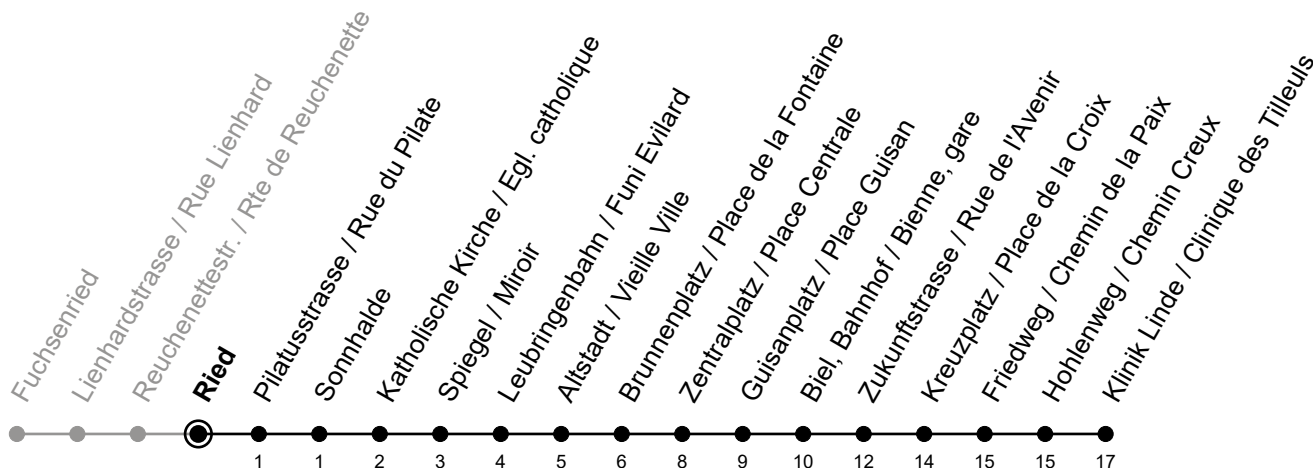 Fuchsenried
Lienhardstrasse / Rue Lienhard
Reuchenettestr. / Rte de Reuchenette
Ried
Pilatusstrasse / Rue du Pilate
Sonnhalde
Katholische Kirche / Egl. catholique
Spiegel / Miroir
Leubringenbahn / Funi Evilard
Altstadt / Vieille Ville
Brunnenplatz / Place de la Fontaine
Zentralplatz / Place Centrale
Guisanplatz / Place Guisan
Biel, Bahnhof / Bienne, gare
Zukunftstrasse / Rue de l'Avenir
Kreuzplatz / Place de la Croix
Friedweg / Chemin de la Paix
Hohlenweg / Chemin Creux
Klinik Linde / Clinique des Tilleuls
1 1 2 3 4 5 6 8 9 10 12 14 15 15 17